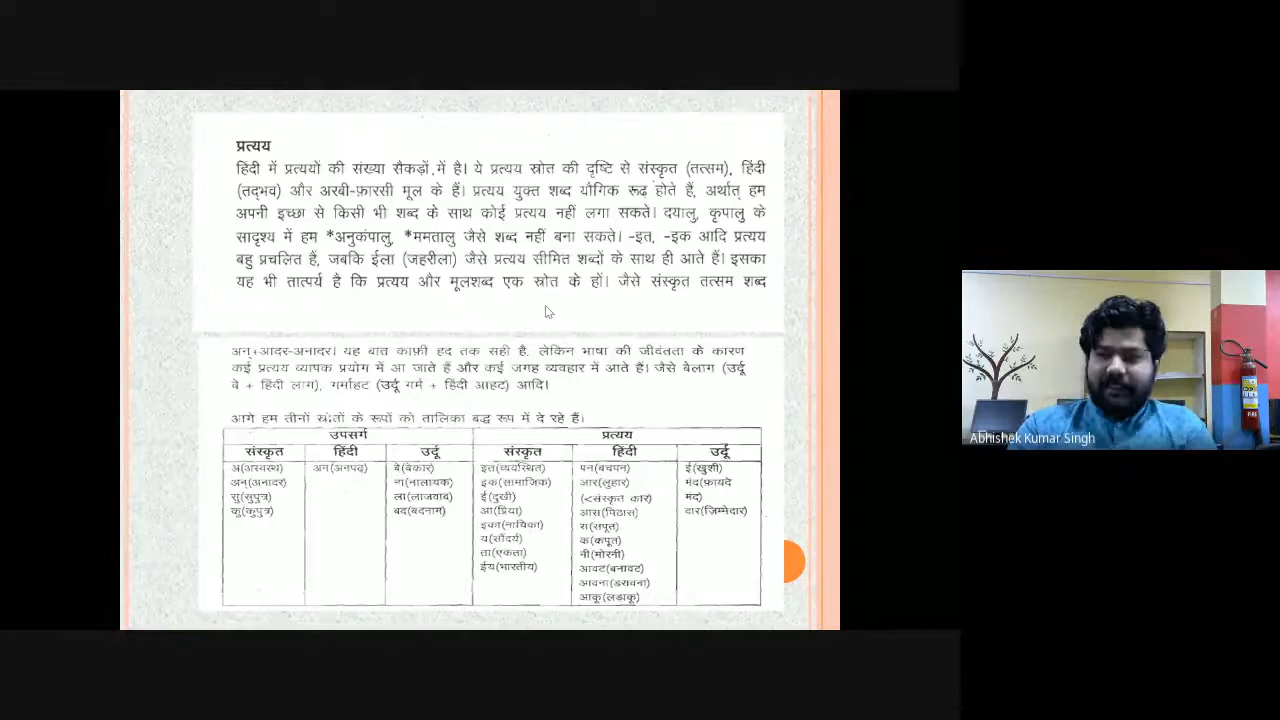 प्रत्यय
हिंदी में प्रत्ययों की संख्या सैकड़ों में है। ये प्रत्यय स्रोत की दृष्टि से संस्कृत (तत्सम), हिंदी
(तद्भव) और अरबी-फ़ारसी मूल के हैं। प्रत्यय युक्त शब्द यौगिक रूढ़ होते हैं, अर्थात् हम
अपनी इच्छा से किसी भी शब्द के साथ कोई प्रत्यय नहीं लगा सकते। दयालु, कृपालु के
सादृश्य में हम *अनुकंपालु, *ममतालु जैसे शब्द नहीं बना सकते। -इत, -इक आदि प्रत्यय
बहु प्रचलित हैं, जबकि ईला (जहरीला) जैसे प्रत्यय सीमित शब्दों के साथ ही आते हैं। इसका
यह भी तात्पर्य है कि प्रत्यय और मूलशब्द एक स्रोत के हों। जैसे संस्कृत तत्सम शब्द
अन्+आदर-अनादर। यह बात काफ़ी हद तक सही है, लेकिन भाषा की जीवंतता के कारण
कई प्रत्यय व्यापक प्रयोग में आ जाते हैं और कई जगह व्यवहार में आते हैं। जैसे बेलाग (उर्दू
बे + हिंदी लाग), गर्माहट (उर्दू गर्म + हिंदी आहट) आदि।
आगे हम तीनों स्रोतों के रूपों को तालिका बद्ध रूप में दे रहे हैं।
उपसर्ग प्रत्यय
संस्कृत हिंदी उर्दू संस्कृत हिंदी उर्दू
अ(अस्वस्थ) अन(अनपढ़) बे(बेकार) इत(व्यवस्थित) पन(बचपन) ई(खुशी)
अन्(अनादर) ना(नालायक) इक(सामाजिक) आर(लुहार) मंद(फ़ायदे
सु(सुपुत्र) ला(लाजवाब) ई(दुखी) (<संस्कृत कार) मंद)
कु(कुपुत्र) बद(बदनाम) आ(प्रिया) आस(मिठास) दार(ज़िम्मेदार)
इका(नायिका) स(सपूत)
य(सौंदर्य) क(कपूत)
ता(एकता) नी(मोरनी)
ईय(भारतीय) आवट(बनावट)
आवना(डरावना)
आकू(लड़ाकू)
Abhishek Kumar Singh
FIRE